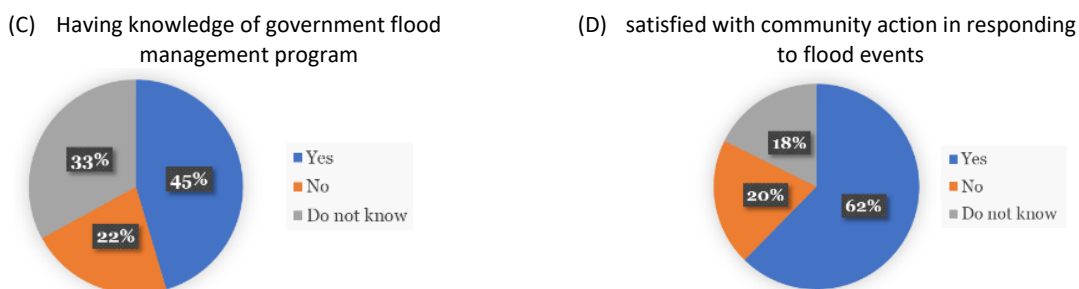 (C) Having knowledge of government flood
management program
33%
45%
22%
Yes
No
Do not know
(D) satisfied with community action in responding
to flood events
18%
20%
62%
Yes
No
Do not know